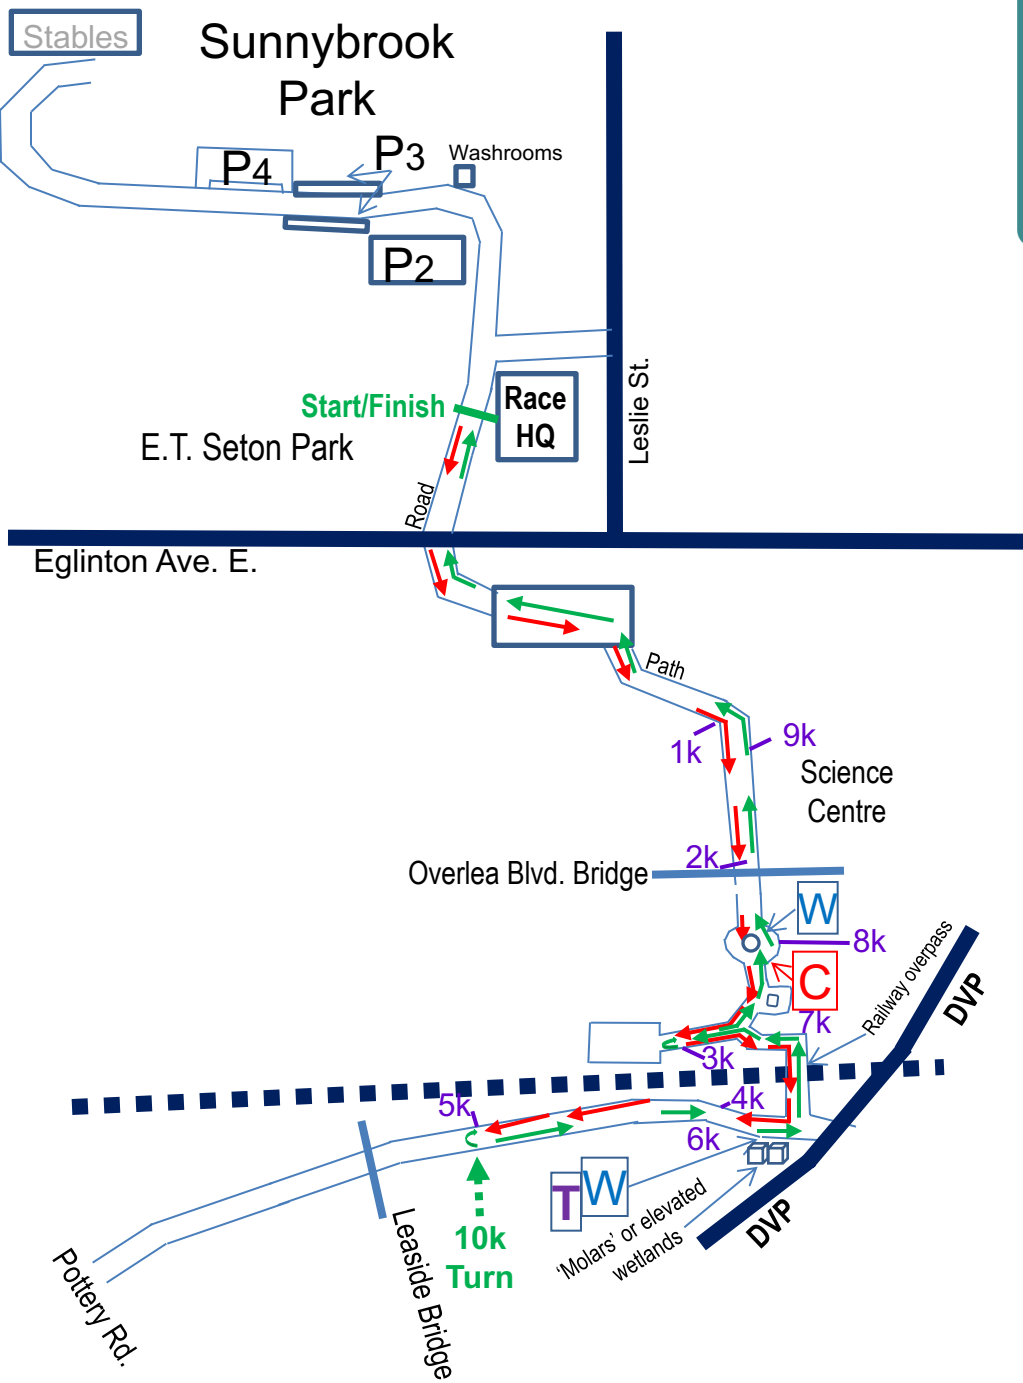 Stables
Sunnybrook
Park
P4
P3
Washrooms
P2
Start/Finish
Race
HQ
Leslie St.
E.T. Seton Park
Road
Eglinton Ave. E.
Path
1k
9k
Science
Centre
2k
Overlea Blvd. Bridge
W
8k
C
Railway overpass
DVP
7k
3k
5k
4k
6k
T
W
10k
Turn
'Molars' or elevated
wetlands
DVP
Leaside Bridge
Pottery Rd.